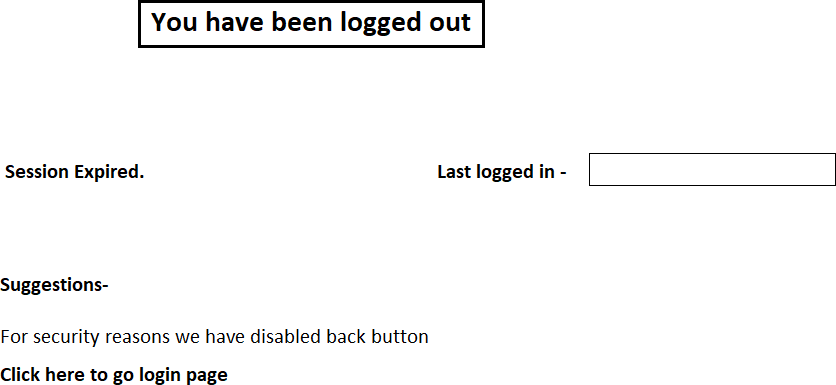 You have been logged out
Session Expired. Last logged in -
Suggestions-
For security reasons we have disabled back button
Click here to go login page